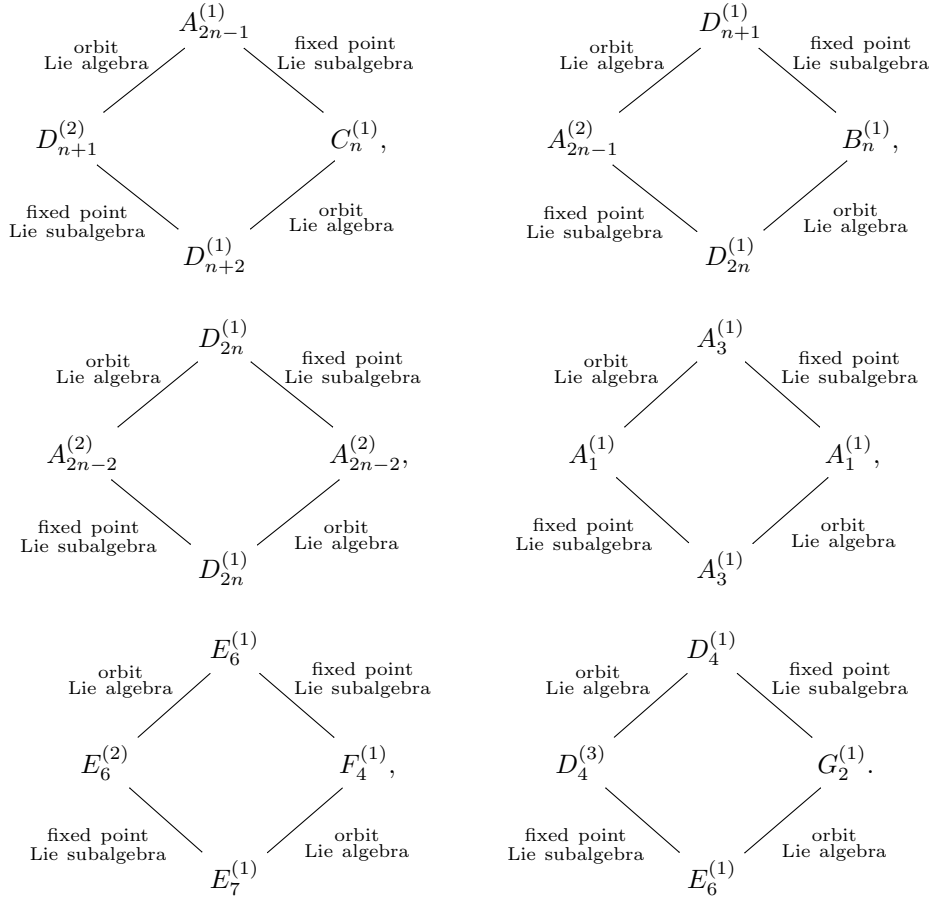 $A_{2n-1}^{(1)}$
orbit
Lie algebra
fixed point
Lie subalgebra
$D_{n+1}^{(2)}$
$C_n^{(1)}$,
fixed point
Lie subalgebra
orbit
Lie algebra
$D_{n+2}^{(1)}$
$D_{n+1}^{(1)}$
orbit
Lie algebra
fixed point
Lie subalgebra
$A_{2n-1}^{(2)}$
$B_n^{(1)}$,
fixed point
Lie subalgebra
orbit
Lie algebra
$D_{2n}^{(1)}$
$D_{2n}^{(1)}$
orbit
Lie algebra
fixed point
Lie subalgebra
$A_{2n-2}^{(2)}$
$A_{2n-2}^{(2)}$,
fixed point
Lie subalgebra
orbit
Lie algebra
$D_{2n}^{(1)}$
$A_3^{(1)}$
orbit
Lie algebra
fixed point
Lie subalgebra
$A_1^{(1)}$
$A_1^{(1)}$,
fixed point
Lie subalgebra
orbit
Lie algebra
$A_3^{(1)}$
$E_6^{(1)}$
orbit
Lie algebra
fixed point
Lie subalgebra
$E_6^{(2)}$
$F_4^{(1)}$,
fixed point
Lie subalgebra
orbit
Lie algebra
$E_7^{(1)}$
$D_4^{(1)}$
orbit
Lie algebra
fixed point
Lie subalgebra
$D_4^{(3)}$
$G_2^{(1)}$.
fixed point
Lie subalgebra
orbit
Lie algebra
$E_6^{(1)}$